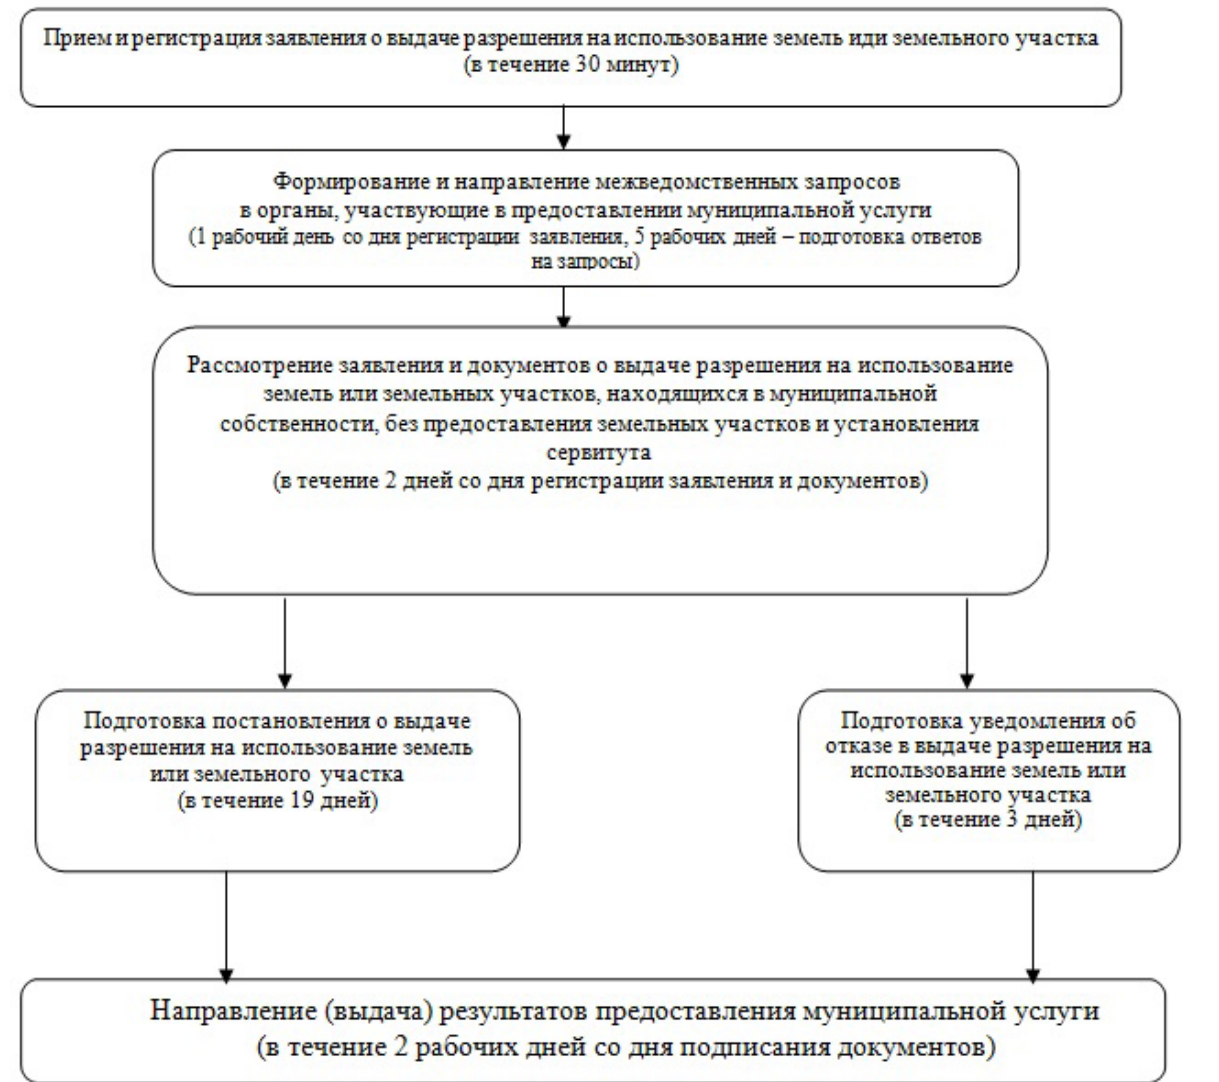 Прием и регистрация заявления о выдаче разрешения на использование земель иди земельного участка
(в течение 30 минут)
Формирование и направление межведомственных запросов
в органы, участвующие в предоставлении муниципальной услуги
(1 рабочий день со дня регистрации заявления, 5 рабочих дней – подготовка ответов
на запросы)
Рассмотрение заявления и документов о выдаче разрешения на использование
земель или земельных участков, находящихся в муниципальной
собственности, без предоставления земельных участков и установления
сервитута
(в течение 2 дней со дня регистрации заявления и документов)
Подготовка постановления о выдаче
разрешения на использование земель
или земельного участка
(в течение 19 дней)
Подготовка уведомления об
отказе в выдаче разрешения на
использование земель или
земельного участка
(в течение 3 дней)
Направление (выдача) результатов предоставления муниципальной услуги
(в течение 2 рабочих дней со дня подписания документов)